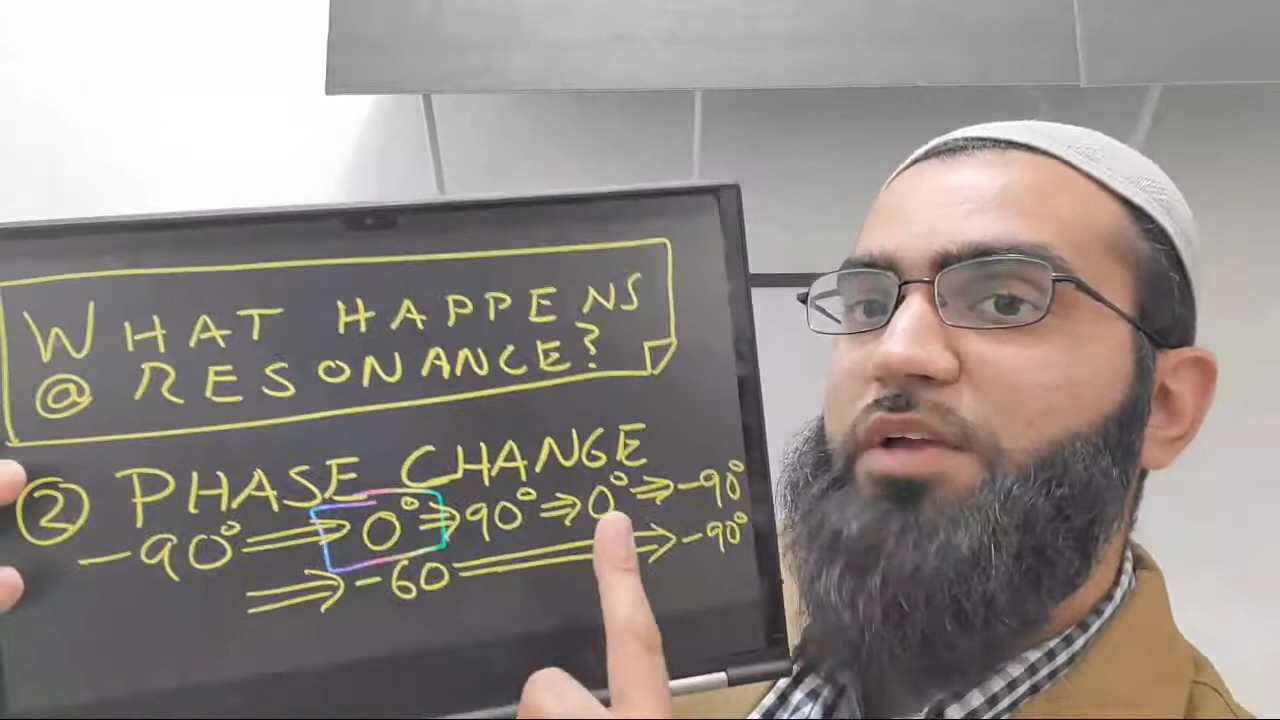 WHAT HAPPENS
@ RESONANCE?
② PHASE CHANGE
-90° ⇒ 0° ⇒ 90° ⇒ 0° ⇒ -90°
⇒ -60 ⇒ -90°